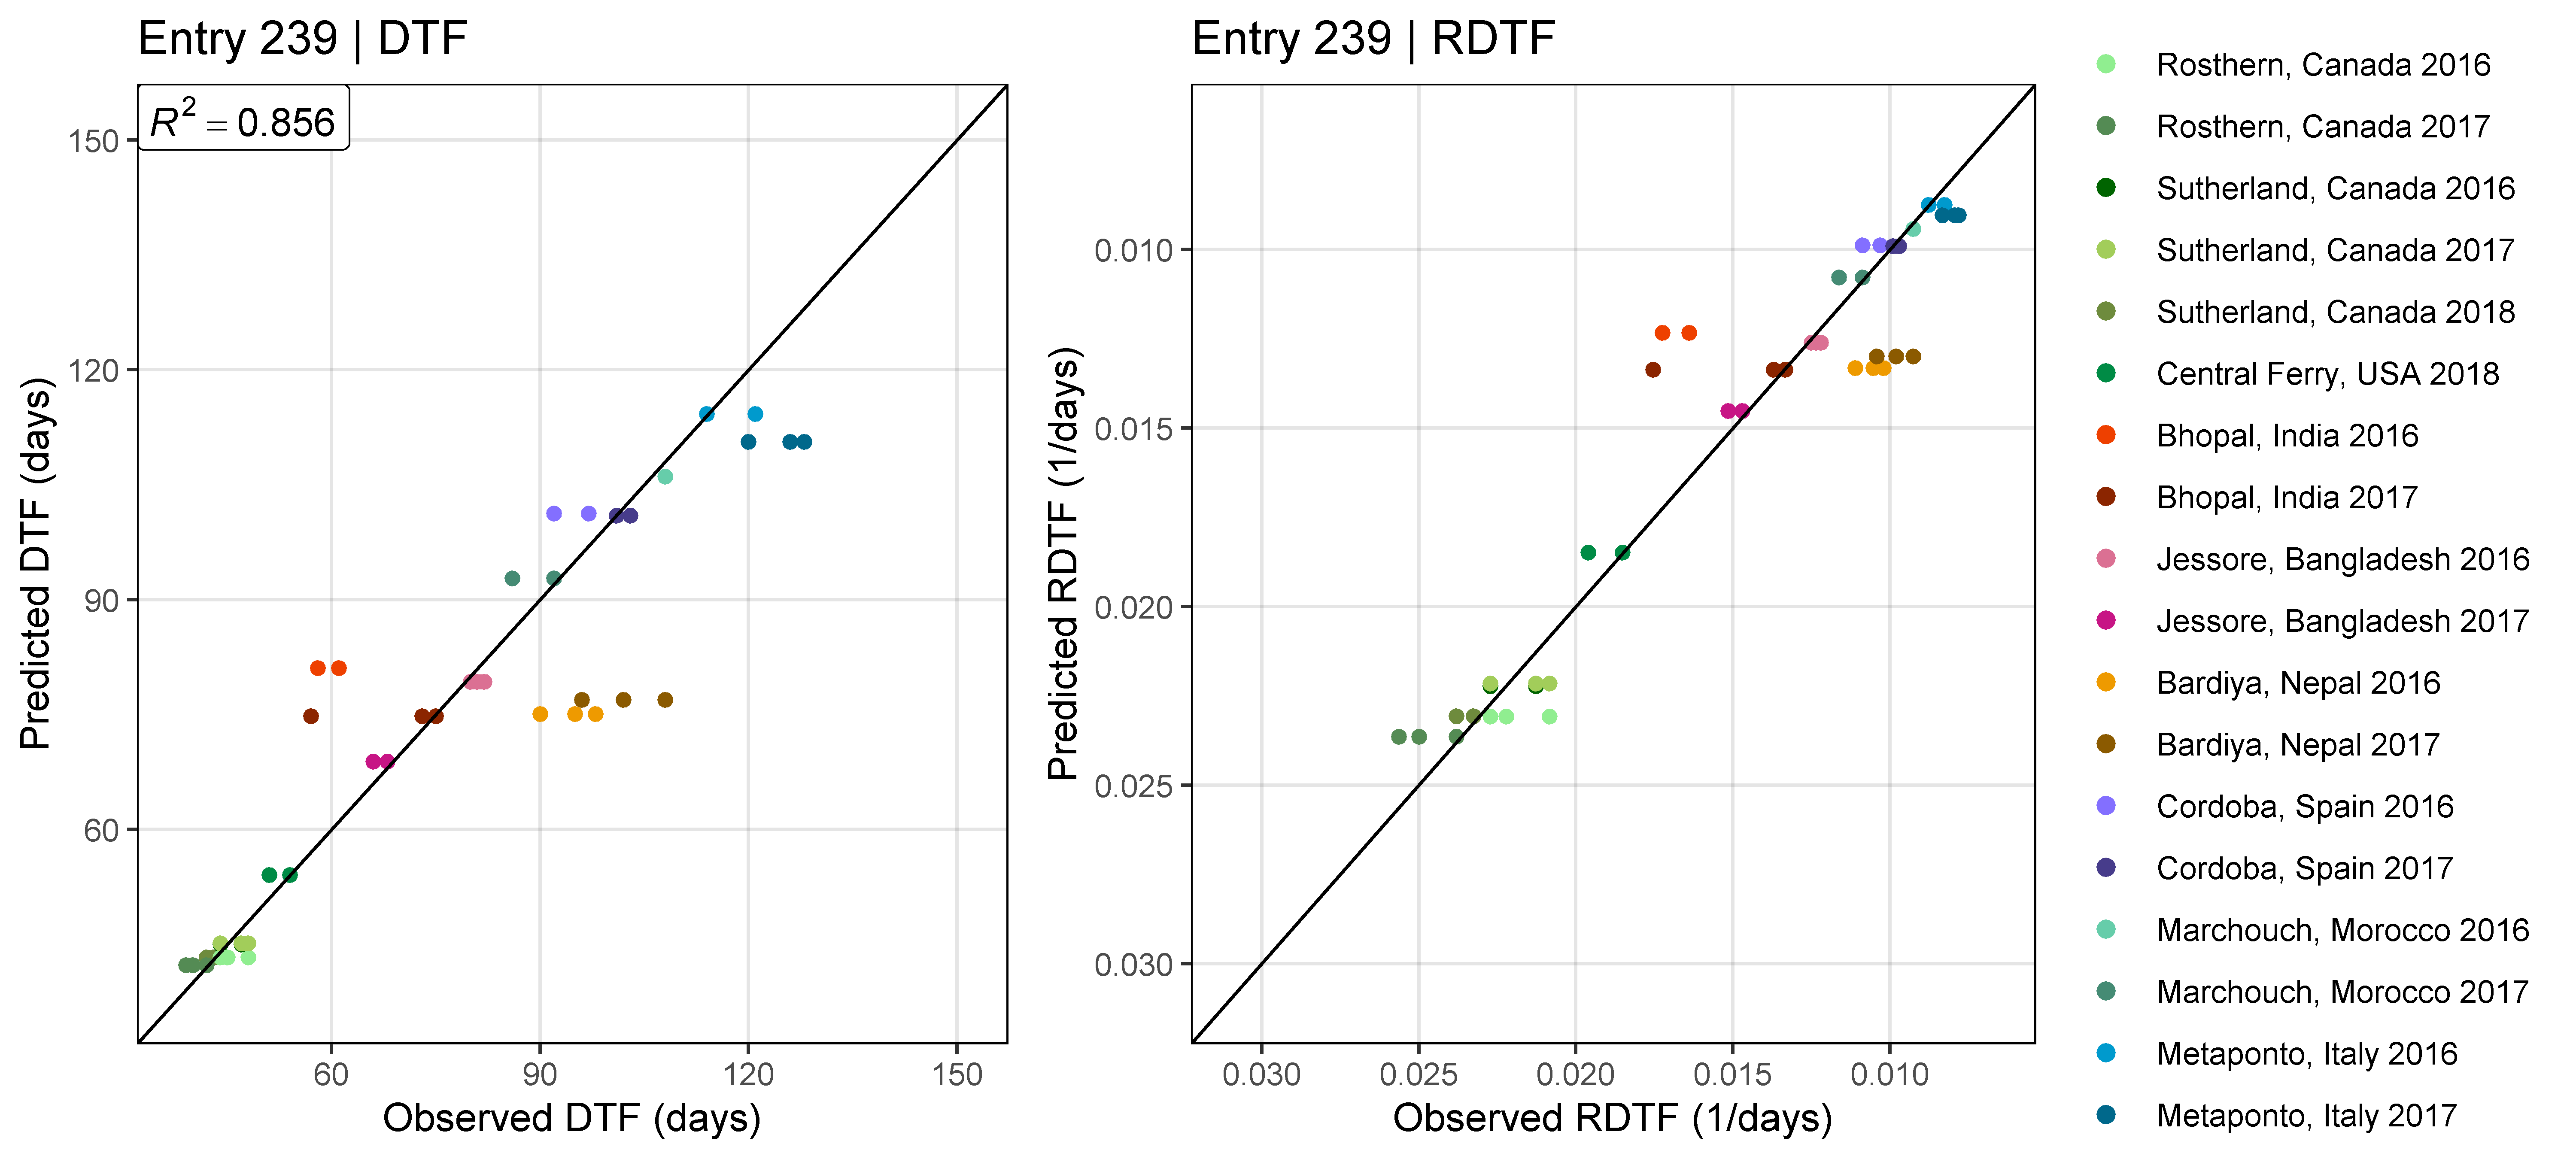 Entry 239 | DTF
R² = 0.856
150
120
90
60
60
90
120
150
Predicted DTF (days)
Observed DTF (days)
Entry 239 | RDTF
0.010
0.015
0.020
0.025
0.030
0.030
0.025
0.020
0.015
0.010
Predicted RDTF (1/days)
Observed RDTF (1/days)
Rosthern, Canada 2016
Rosthern, Canada 2017
Sutherland, Canada 2016
Sutherland, Canada 2017
Sutherland, Canada 2018
Central Ferry, USA 2018
Bhopal, India 2016
Bhopal, India 2017
Jessore, Bangladesh 2016
Jessore, Bangladesh 2017
Bardiya, Nepal 2016
Bardiya, Nepal 2017
Cordoba, Spain 2016
Cordoba, Spain 2017
Marchouch, Morocco 2016
Marchouch, Morocco 2017
Metaponto, Italy 2016
Metaponto, Italy 2017